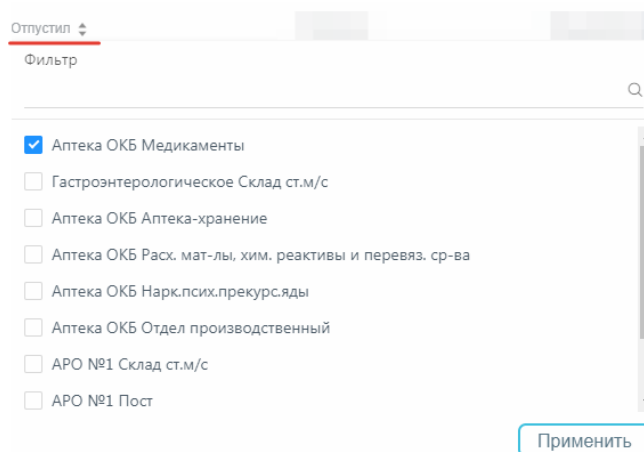 Отпустил
Фильтр
Аптека ОКБ Медикаменты
Гастроэнтерологическое Склад ст.м/с
Аптека ОКБ Аптека-хранение
Аптека ОКБ Расх. мат-лы, хим. реактивы и перевяз. ср-ва
Аптека ОКБ Нарк.псих.прекурс.яды
Аптека ОКБ Отдел производственный
АРО №1 Склад ст.м/с
АРО №1 Пост
Применить